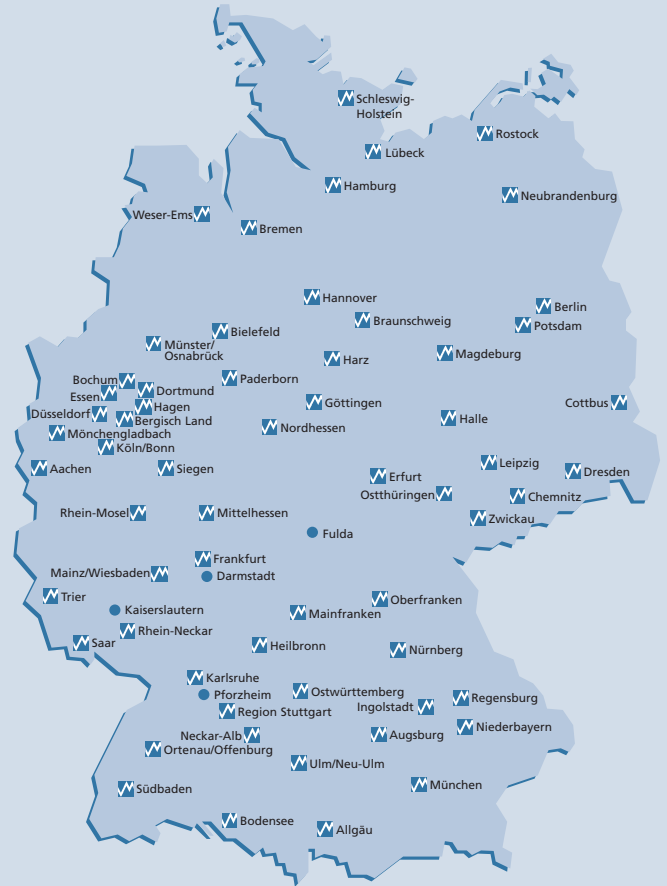 Schleswig-
Holstein
Rostock
Lübeck
Hamburg
Neubrandenburg
Weser-Ems
Bremen
Hannover
Berlin
Braunschweig
Potsdam
Bielefeld
Münster/
Osnabrück
Harz
Magdeburg
Bochum
Paderborn
Dortmund
Essen
Göttingen
Cottbus
Hagen
Düsseldorf
Bergisch Land
Halle
Nordhessen
Mönchengladbach
Köln/Bonn
Leipzig
Aachen
Siegen
Dresden
Erfurt
Ostthüringen
Chemnitz
Rhein-Mosel
Mittelhessen
Zwickau
Fulda
Frankfurt
Mainz/Wiesbaden
Darmstadt
Trier
Oberfranken
Kaiserslautern
Mainfranken
Rhein-Neckar
Saar
Heilbronn
Nürnberg
Karlsruhe
Ostwürttemberg
Pforzheim
Regensburg
Ingolstadt
Region Stuttgart
Niederbayern
Neckar-Alb
Augsburg
Ortenau/Offenburg
Ulm/Neu-Ulm
München
Südbaden
Bodensee
Allgäu